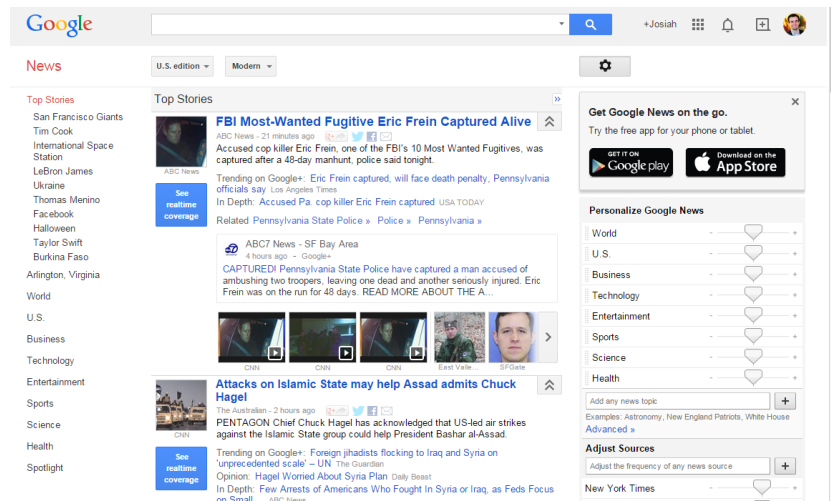 Google
+Josiah
News
U.S. edition
Modern
Top Stories
San Francisco Giants
Tim Cook
International Space
Station
LeBron James
Ukraine
Thomas Menino
Facebook
Halloween
Taylor Swift
Burkina Faso
Arlington, Virginia
World
U.S.
Business
Technology
Entertainment
Sports
Science
Health
Spotlight
Top Stories »
FBI Most-Wanted Fugitive Eric Frein Captured Alive
ABC News - 21 minutes ago
Accused cop killer Eric Frein, one of the FBI's 10 Most Wanted Fugitives, was
captured after a 48-day manhunt, police said tonight.
ABC News
See
realtime
coverage
Trending on Google+: Eric Frein captured, will face death penalty, Pennsylvania
officials say Los Angeles Times
In Depth: Accused Pa. cop killer Eric Frein captured USA TODAY
Related Pennsylvania State Police » Police » Pennsylvania »
ABC7 News - SF Bay Area
4 hours ago - Google+
CAPTURED! Pennsylvania State Police have captured a man accused of
ambushing two troopers, leaving one dead and another seriously injured. Eric
Frein was on the run for 48 days. READ MORE ABOUT THE A...
CNN
CNN
CNN
East Valle...
SFGate
Attacks on Islamic State may help Assad admits Chuck
Hagel
The Australian - 2 hours ago
PENTAGON Chief Chuck Hagel has acknowledged that US-led air strikes
against the Islamic State group could help President Bashar al-Assad.
CNN
See
realtime
coverage
Trending on Google+: Foreign jihadists flocking to Iraq and Syria on
'unprecedented scale' – UN The Guardian
Opinion: Hagel Worried About Syria Plan Daily Beast
In Depth: Few Arrests of Americans Who Fought In Syria or Iraq, as Feds Focus
on Small ABC News
Get Google News on the go.
Try the free app for your phone or tablet.
GET IT ON
Google play
Download on the
App Store
Personalize Google News
World - +
U.S. - +
Business - +
Technology - +
Entertainment - +
Sports - +
Science - +
Health - +
Add any news topic +
Examples: Astronomy, New England Patriots, White House
Advanced »
Adjust Sources
Adjust the frequency of any news source +
New York Times - +